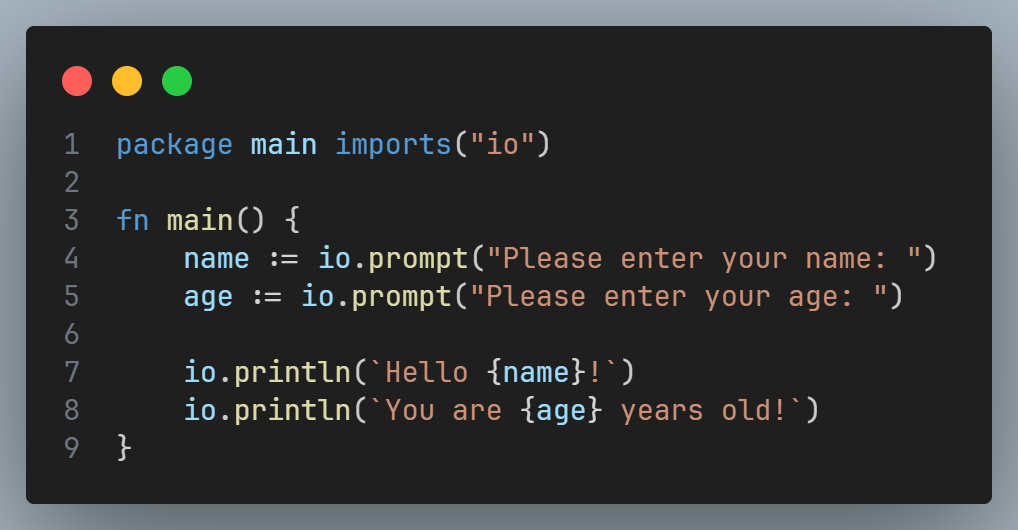 1 package main imports("io")
2
3 fn main() {
4     name := io.prompt("Please enter your name: ")
5     age := io.prompt("Please enter your age: ")
6
7     io.println(`Hello {name}!`)
8     io.println(`You are {age} years old!`)
9 }